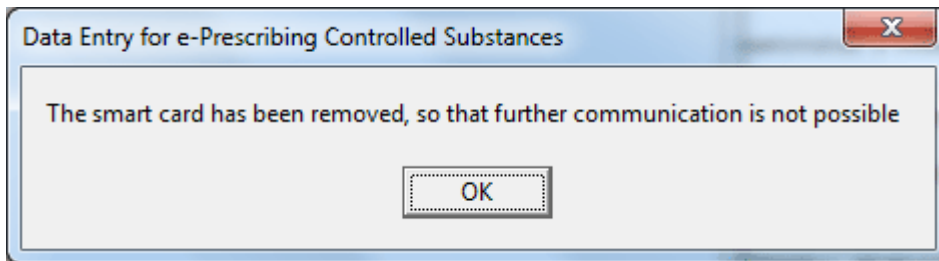 Data Entry for e-Prescribing Controlled Substances
The smart card has been removed, so that further communication is not possible
OK